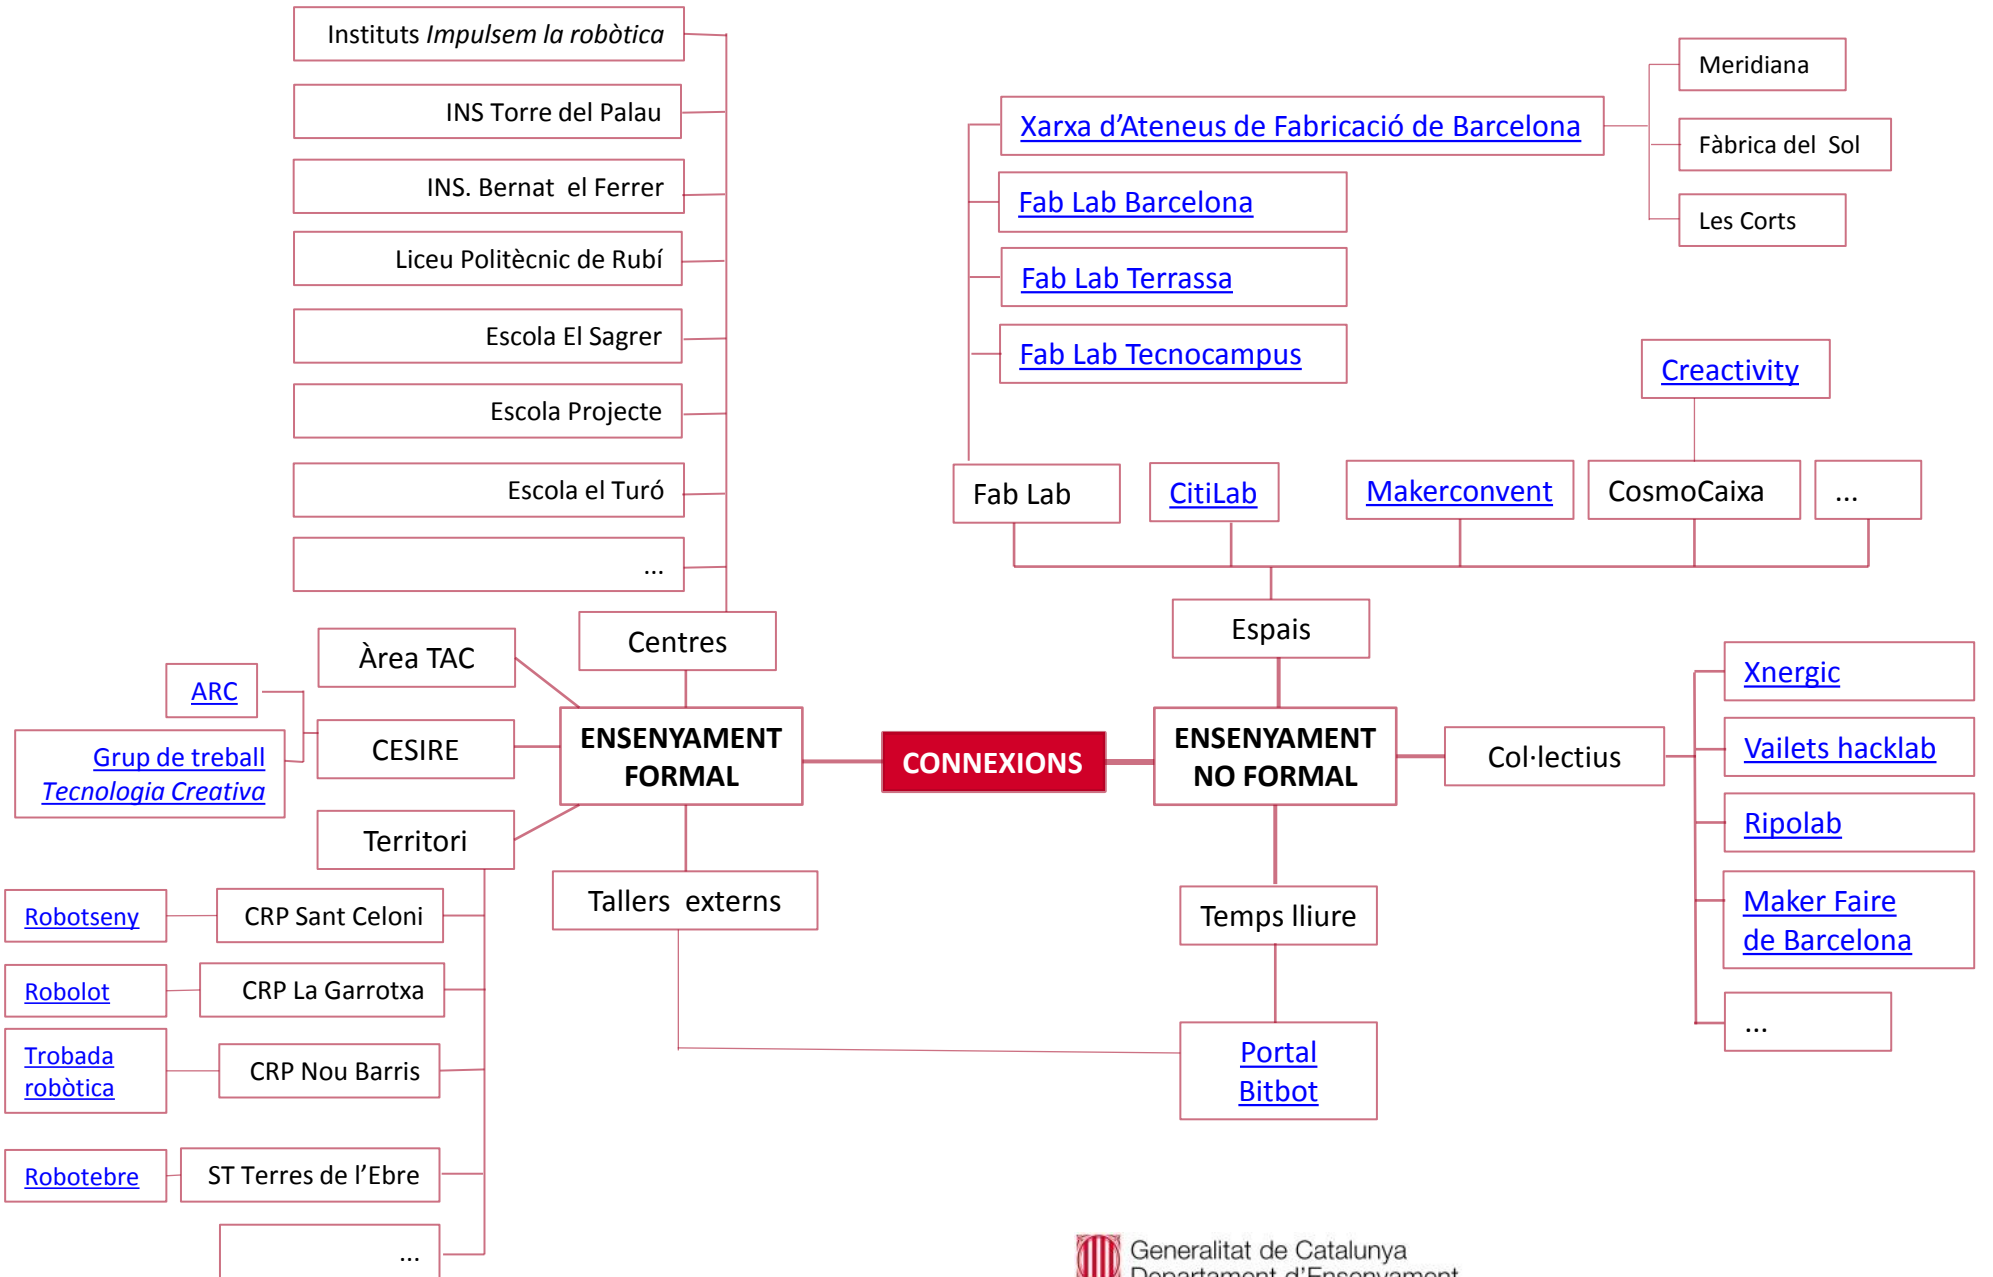 Instituts Impulsem la robòtica
INS Torre del Palau
INS. Bernat el Ferrer
Liceu Politècnic de Rubí
Escola El Sagrer
Escola Projecte
Escola el Turó
...
Centres
Àrea TAC
ARC
CESIRE
Grup de treball
Tecnologia Creativa
ENSENYAMENT
FORMAL
Territori
Tallers externs
Robotseny
CRP Sant Celoni
Robolot
CRP La Garrotxa
Trobada
robòtica
CRP Nou Barris
Robotebre
ST Terres de l'Ebre
...
CONNEXIONS
Xarxa d'Ateneus de Fabricació de Barcelona
Meridiana
Fàbrica del Sol
Les Corts
Fab Lab Barcelona
Fab Lab Terrassa
Fab Lab Tecnocampus
Creactivity
Fab Lab
CitiLab
Makerconvent
CosmoCaixa
...
Espais
ENSENYAMENT
NO FORMAL
Col·lectius
Xnergic
Vailets hacklab
Ripolab
Maker Faire
de Barcelona
...
Temps lliure
Portal
Bitbot
Generalitat de Catalunya
Departament d'Ensenyament